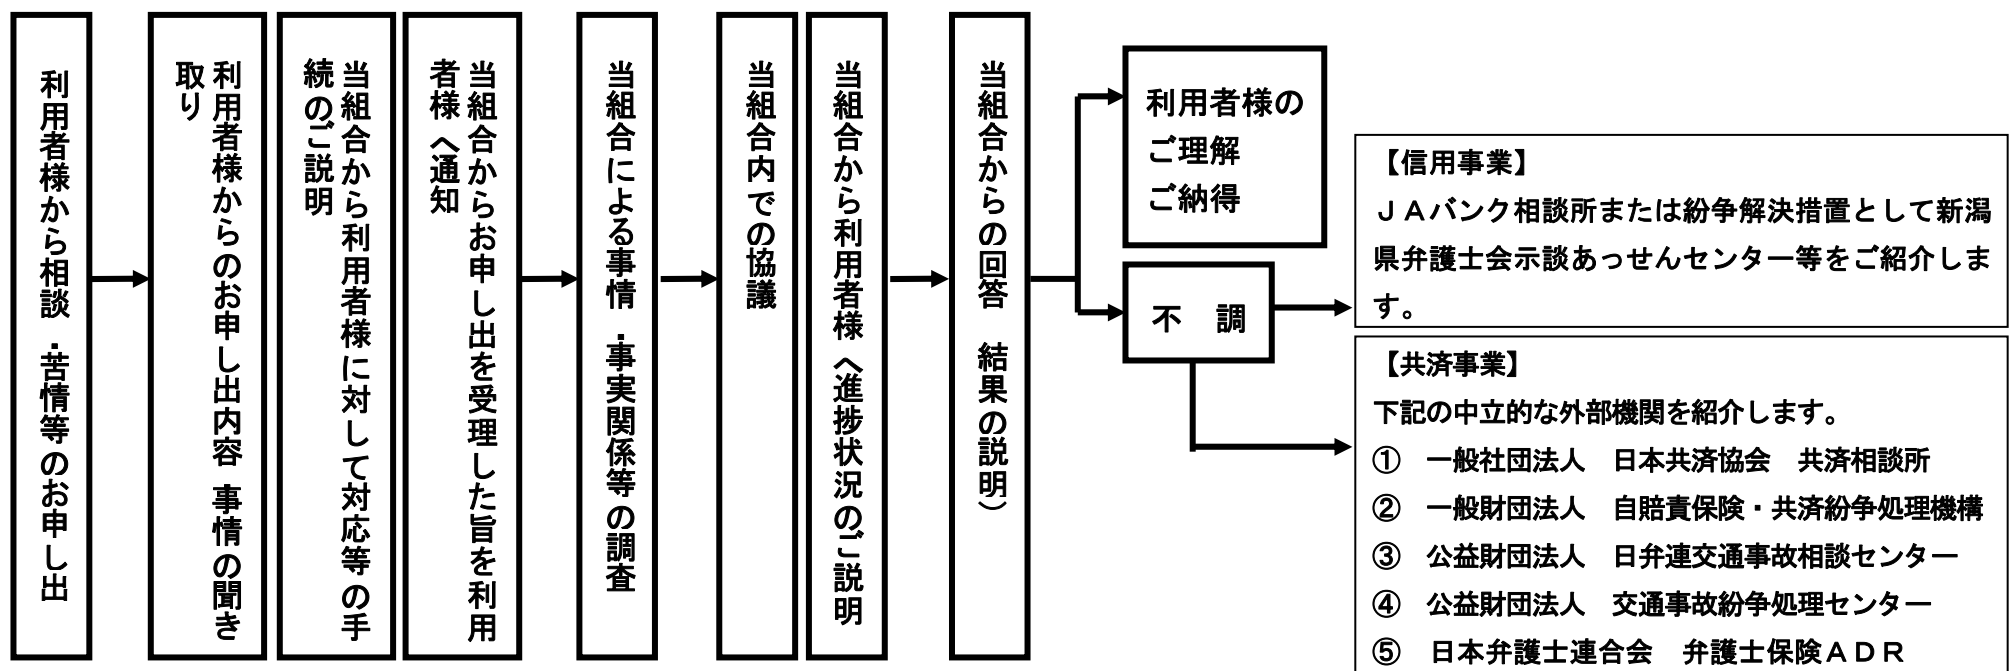 利用者様から相談・苦情等のお申し出
利用者様からのお申し出内容 事情の聞き
取り
当組合から利用者様に対して対応等の手
続のご説明
当組合からお申し出を受理した旨を利用
者様へ通知
当組合による事情・事実関係等の調査
当組合内での協議
当組合から利用者様へ進捗状況のご説明
当組合からの回答 結果の説明）
利用者様の
ご理解
ご納得
不　調
【信用事業】
ＪＡバンク相談所または紛争解決措置として新潟
県弁護士会示談あっせんセンター等をご紹介しま
す。
【共済事業】
下記の中立的な外部機関を紹介します。
①　一般社団法人　日本共済協会　共済相談所
②　一般財団法人　自賠責保険・共済紛争処理機構
③　公益財団法人　日弁連交通事故相談センター
④　公益財団法人　交通事故紛争処理センター
⑤　日本弁護士連合会　弁護士保険ＡＤＲ